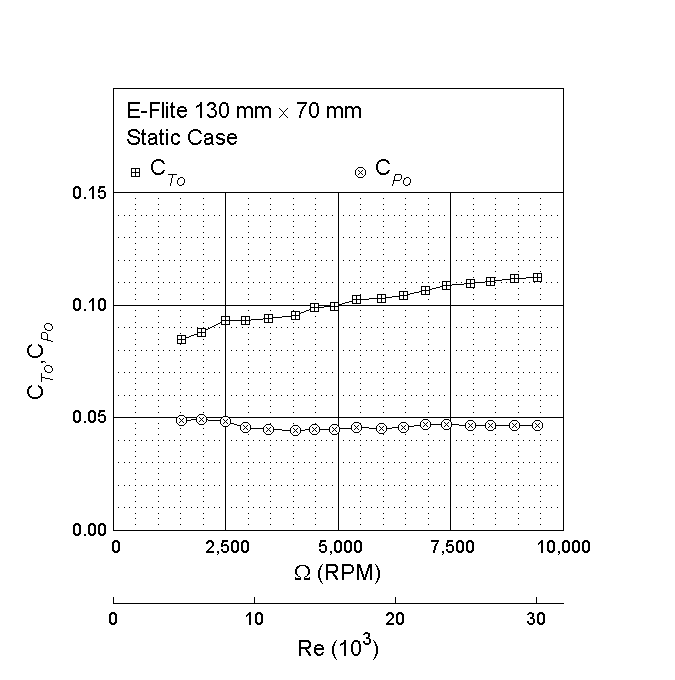 E-Flite 130 mm × 70 mm
Static Case
C_To C_Po
0.15
0.10
0.05
0.00
C_To, C_Po
0 2,500 5,000 7,500 10,000
Ω (RPM)
0 10 20 30
Re (10^3)